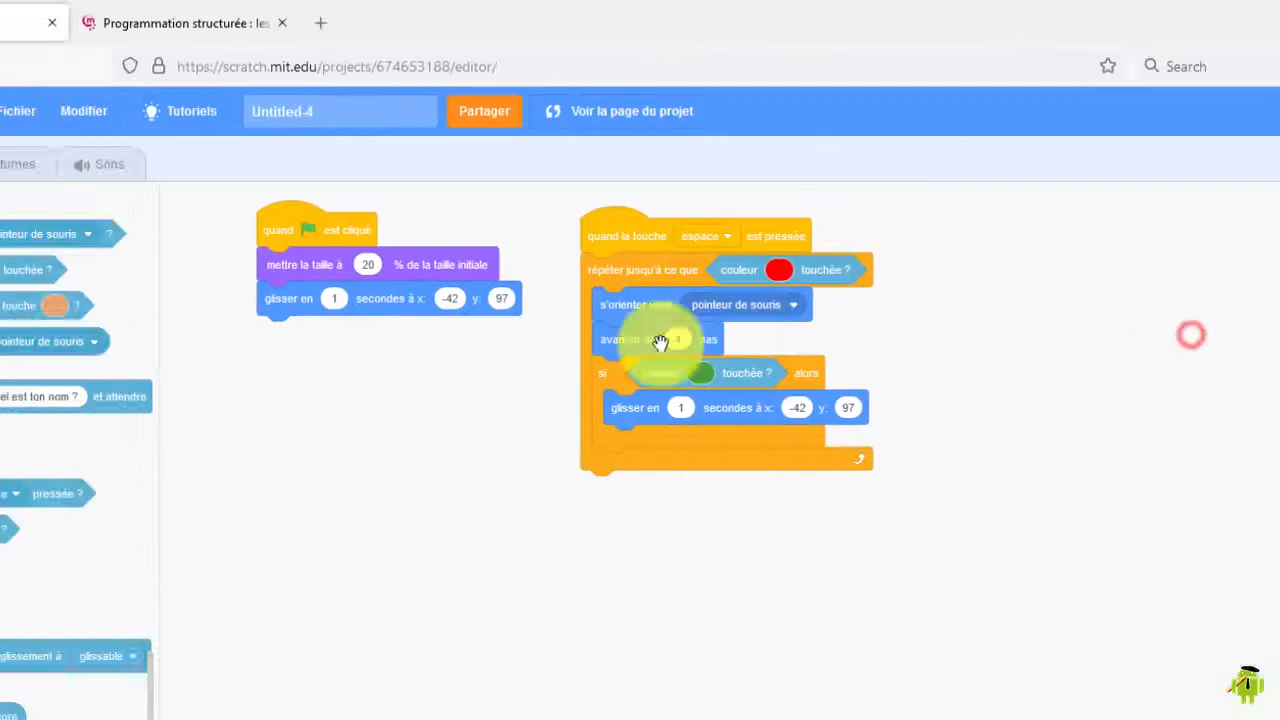 Programmation structurée : les
https://scratch.mit.edu/projects/674653188/editor/
Search
Fichier
Modifier
Tutoriels
Untitled-4
Partager
Voir la page du projet
Sons
pointeur de souris ?
touchée ?
touche ?
pointeur de souris
el est ton nom ? et attendre
pressée ?
?
glissement à glissable
quand est cliqué
mettre la taille à 20 % de la taille initiale
glisser en 1 secondes à x: -42 y: 97
quand la touche espace est pressée
répéter jusqu'à ce que couleur touchée ?
s'orienter pointeur de souris
si touchée ? alors
glisser en 1 secondes à x: -42 y: 97